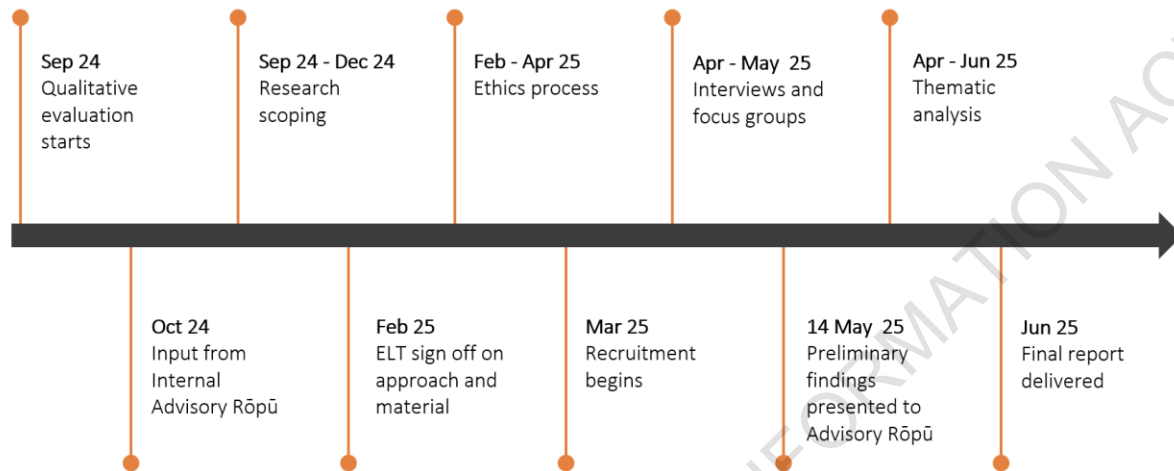 Sep 24
Qualitative
evaluation
starts
Sep 24 - Dec 24
Research
scoping
Feb - Apr 25
Ethics process
Apr - May 25
Interviews and
focus groups
Apr - Jun 25
Thematic
analysis
Oct 24
Input from
Internal
Advisory Rōpū
Feb 25
ELT sign off on
approach and
material
Mar 25
Recruitment
begins
14 May 25
Preliminary
findings
presented to
Advisory Rōpū
Jun 25
Final report
delivered
INFORMATION AC